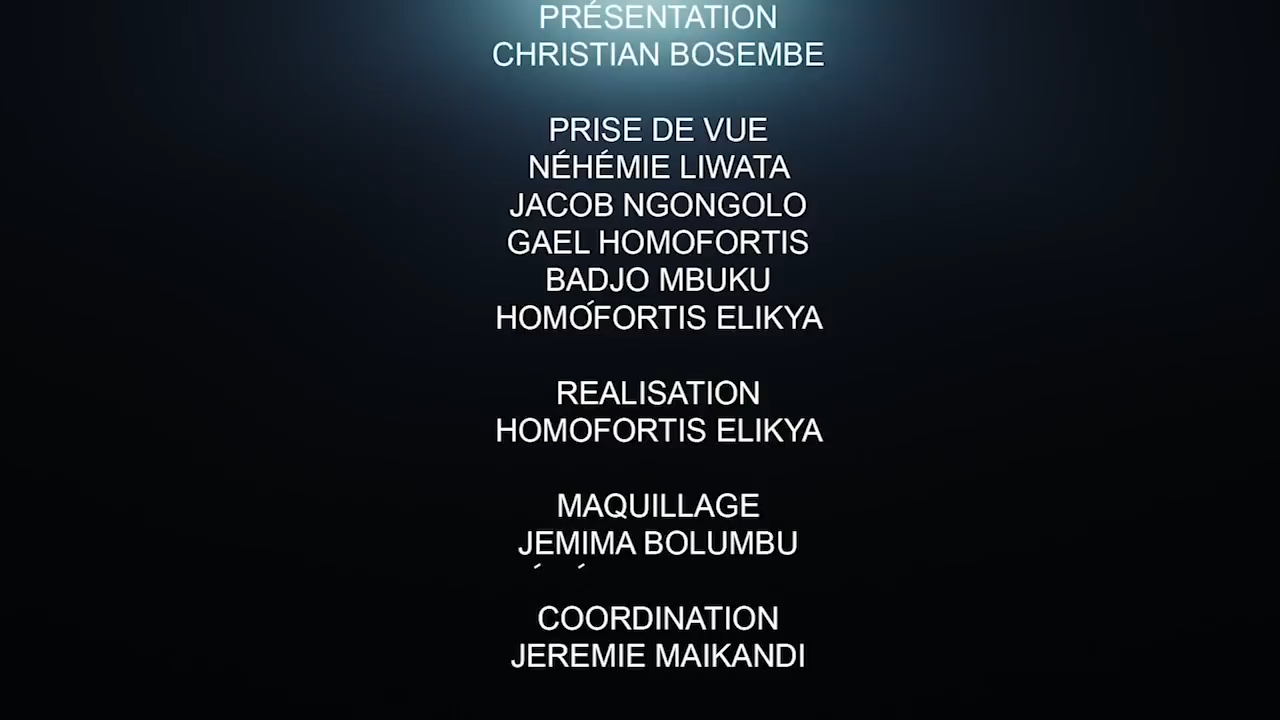 PRÉSENTATION
CHRISTIAN BOSEMBE
PRISE DE VUE
NÉHÉMIE LIWATA
JACOB NGONGOLO
GAEL HOMOFORTIS
BADJO MBUKU
HOMOFORTIS ELIKYA
REALISATION
HOMOFORTIS ELIKYA
MAQUILLAGE
JEMIMA BOLUMBU
COORDINATION
JEREMIE MAIKANDI